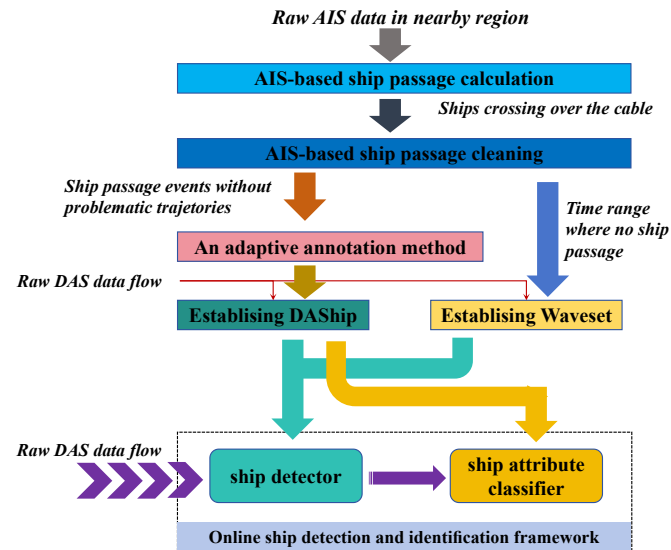 Raw AIS data in nearby region
AIS-based ship passage calculation
Ships crossing over the cable
AIS-based ship passage cleaning
Ship passage events without
problematic trajetories
Time range
where no ship
passage
An adaptive annotation method
Raw DAS data flow
Establising DAShip
Establising Waveset
Raw DAS data flow
ship detector
ship attribute
classifier
Online ship detection and identification framework